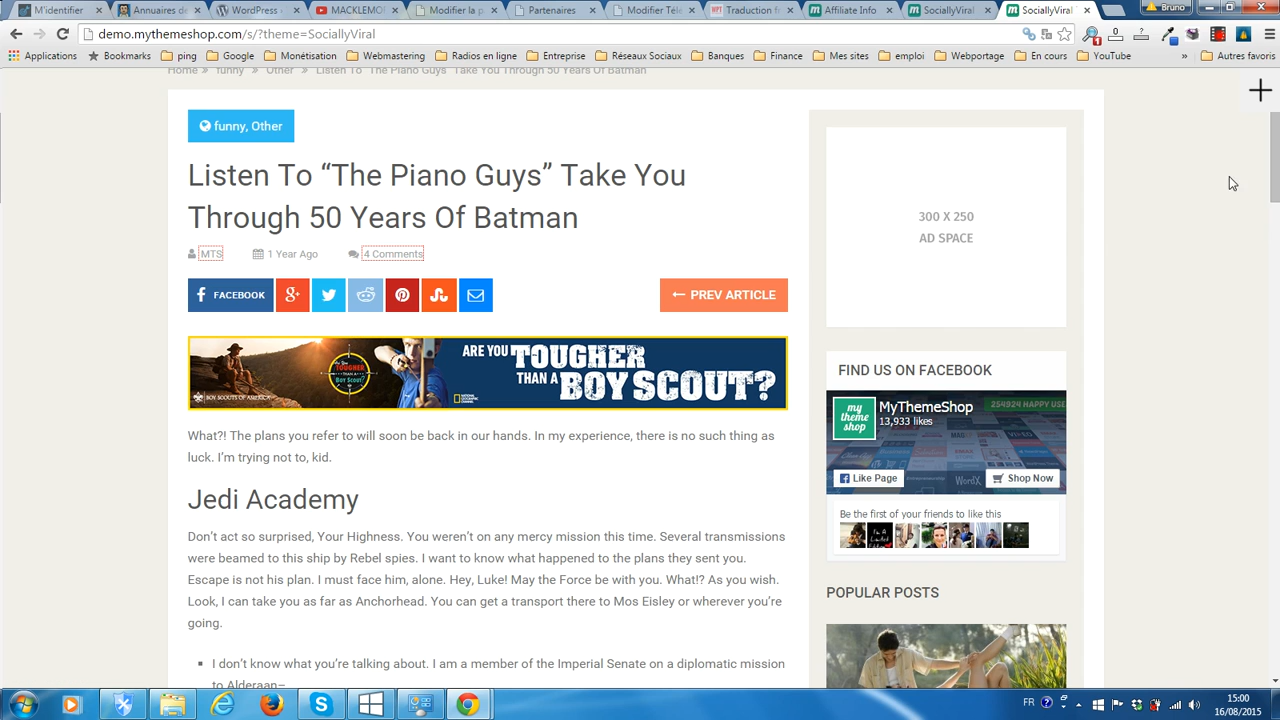 M'identifier
Annuaires de
WordPress ‹
MACKLEMO
Modifier la p
Partenaires
Modifier Téle
Traduction f
Affiliate Info
SociallyViral
SociallyViral
Bruno
demo.mythemeshop.com/s/?theme=SociallyViral
Applications
Bookmarks
ping
Google
Monétisation
Webmastering
Radios en ligne
Entreprise
Réseaux Sociaux
Banques
Finance
Mes sites
emploi
Webportage
En cours
YouTube
»
Autres favoris
Home » funny » Other » Listen To "The Piano Guys" Take You Through 50 Years Of Batman
funny, Other
Listen To “The Piano Guys” Take You
Through 50 Years Of Batman
MTS
1 Year Ago
4 Comments
FACEBOOK
← PREV ARTICLE
ARE YOU TOUGHER
THAN A BOY SCOUT?
BOY SCOUTS OF AMERICA
What?! The plans you refer to will soon be back in our hands. In my experience, there is no such thing as
luck. I’m trying not to, kid.
Jedi Academy
Don’t act so surprised, Your Highness. You weren’t on any mercy mission this time. Several transmissions
were beamed to this ship by Rebel spies. I want to know what happened to the plans they sent you.
Escape is not his plan. I must face him, alone. Hey, Luke! May the Force be with you. What!? As you wish.
Look, I can take you as far as Anchorhead. You can get a transport there to Mos Eisley or wherever you’re
going.
I don’t know what you’re talking about. I am a member of the Imperial Senate on a diplomatic mission
to Alderaan–
300 X 250
AD SPACE
FIND US ON FACEBOOK
my
theme
shop
MyThemeShop
13,933 likes
254924 HAPPY USE
Like Page
Shop Now
Be the first of your friends to like this
POPULAR POSTS
FR
15:00
16/08/2015